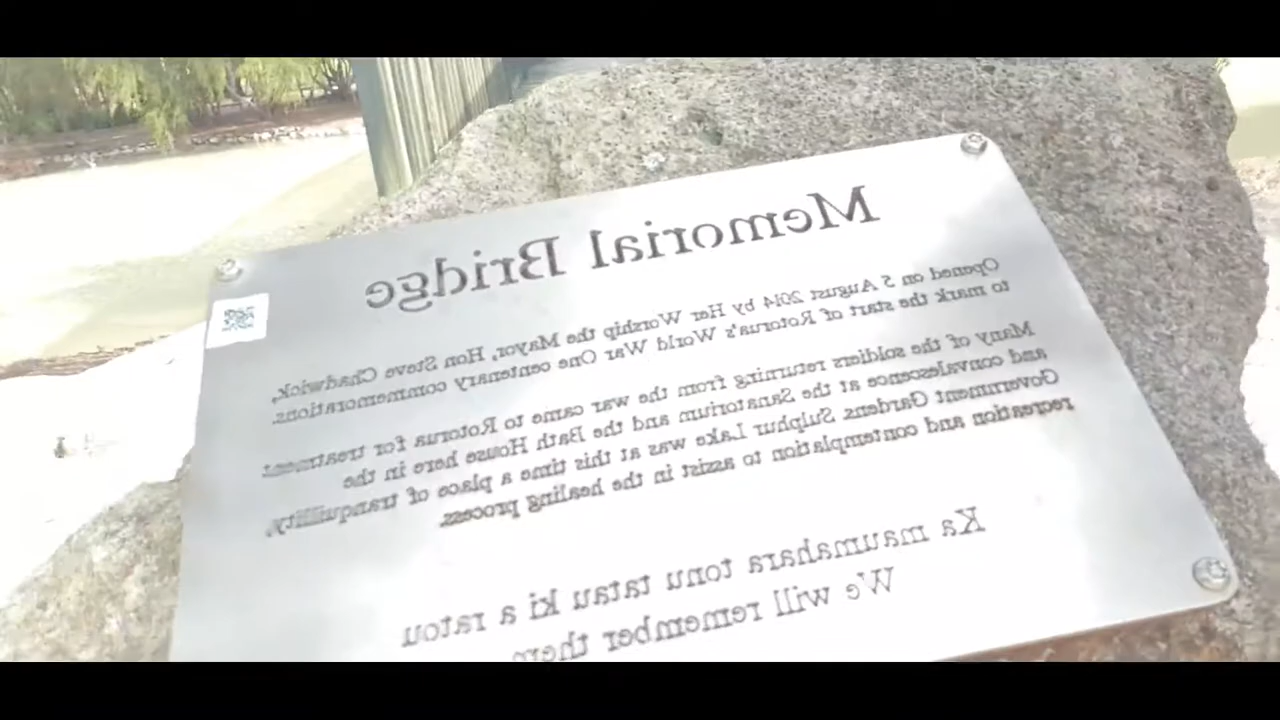 Memorial Bridge
Opened on 5 August 2014 by Her Worship the Mayor, Hon Steve Chadwick,
to mark the start of Rotorua's World War One centenary commemorations.
Many of the soldiers returning from the war came to Rotorua for treatment
and convalescence at the Sanatorium and the Bath House here in the
Government Gardens. Sulphur Lake was at this time a place of tranquillity,
recreation and contemplation to assist in the healing process.
Ka maumahara tonu tatau ki a ratou
We will remember them